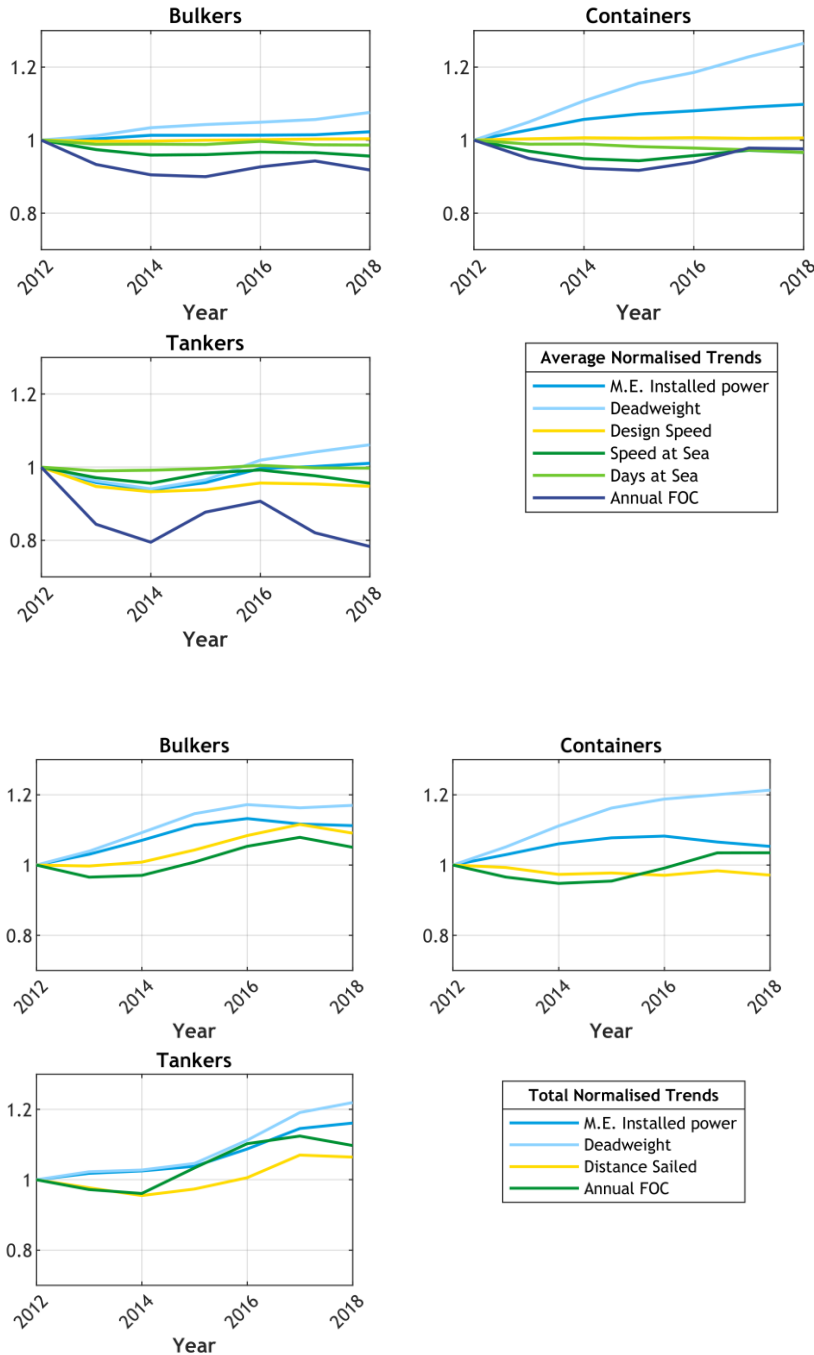 Bulkers
1.2
1
0.8
2012
2014
2016
2018
Year
Containers
1.2
1
0.8
2012
2014
2016
2018
Year
Tankers
1.2
1
0.8
2012
2014
2016
2018
Year
Average Normalised Trends
M.E. Installed power
Deadweight
Design Speed
Speed at Sea
Days at Sea
Annual FOC
Bulkers
1.2
1
0.8
2012
2014
2016
2018
Year
Containers
1.2
1
0.8
2012
2014
2016
2018
Year
Tankers
1.2
1
0.8
2012
2014
2016
2018
Year
Total Normalised Trends
M.E. Installed power
Deadweight
Distance Sailed
Annual FOC